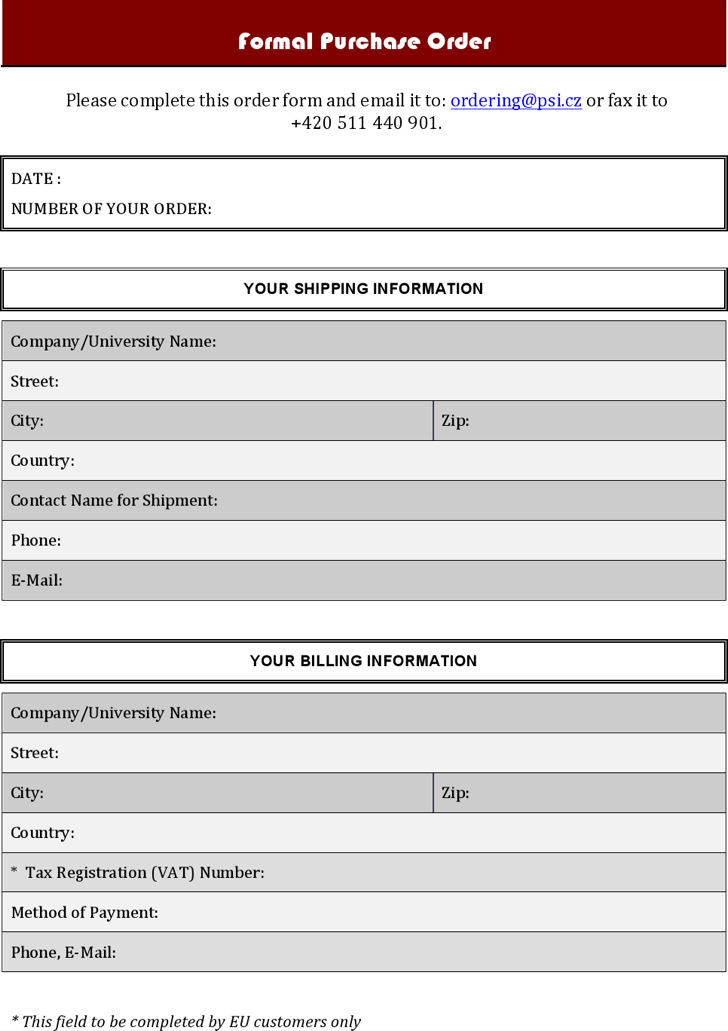 Formal Purchase Order
Please complete this order form and email it to: ordering@psi.cz or fax it to
+420 511 440 901.
DATE :
NUMBER OF YOUR ORDER:
YOUR SHIPPING INFORMATION
Company/University Name:
Street:
City: Zip:
Country:
Contact Name for Shipment:
Phone:
E-Mail:
YOUR BILLING INFORMATION
Company/University Name:
Street:
City: Zip:
Country:
* Tax Registration (VAT) Number:
Method of Payment:
Phone, E-Mail:
* This field to be completed by EU customers only